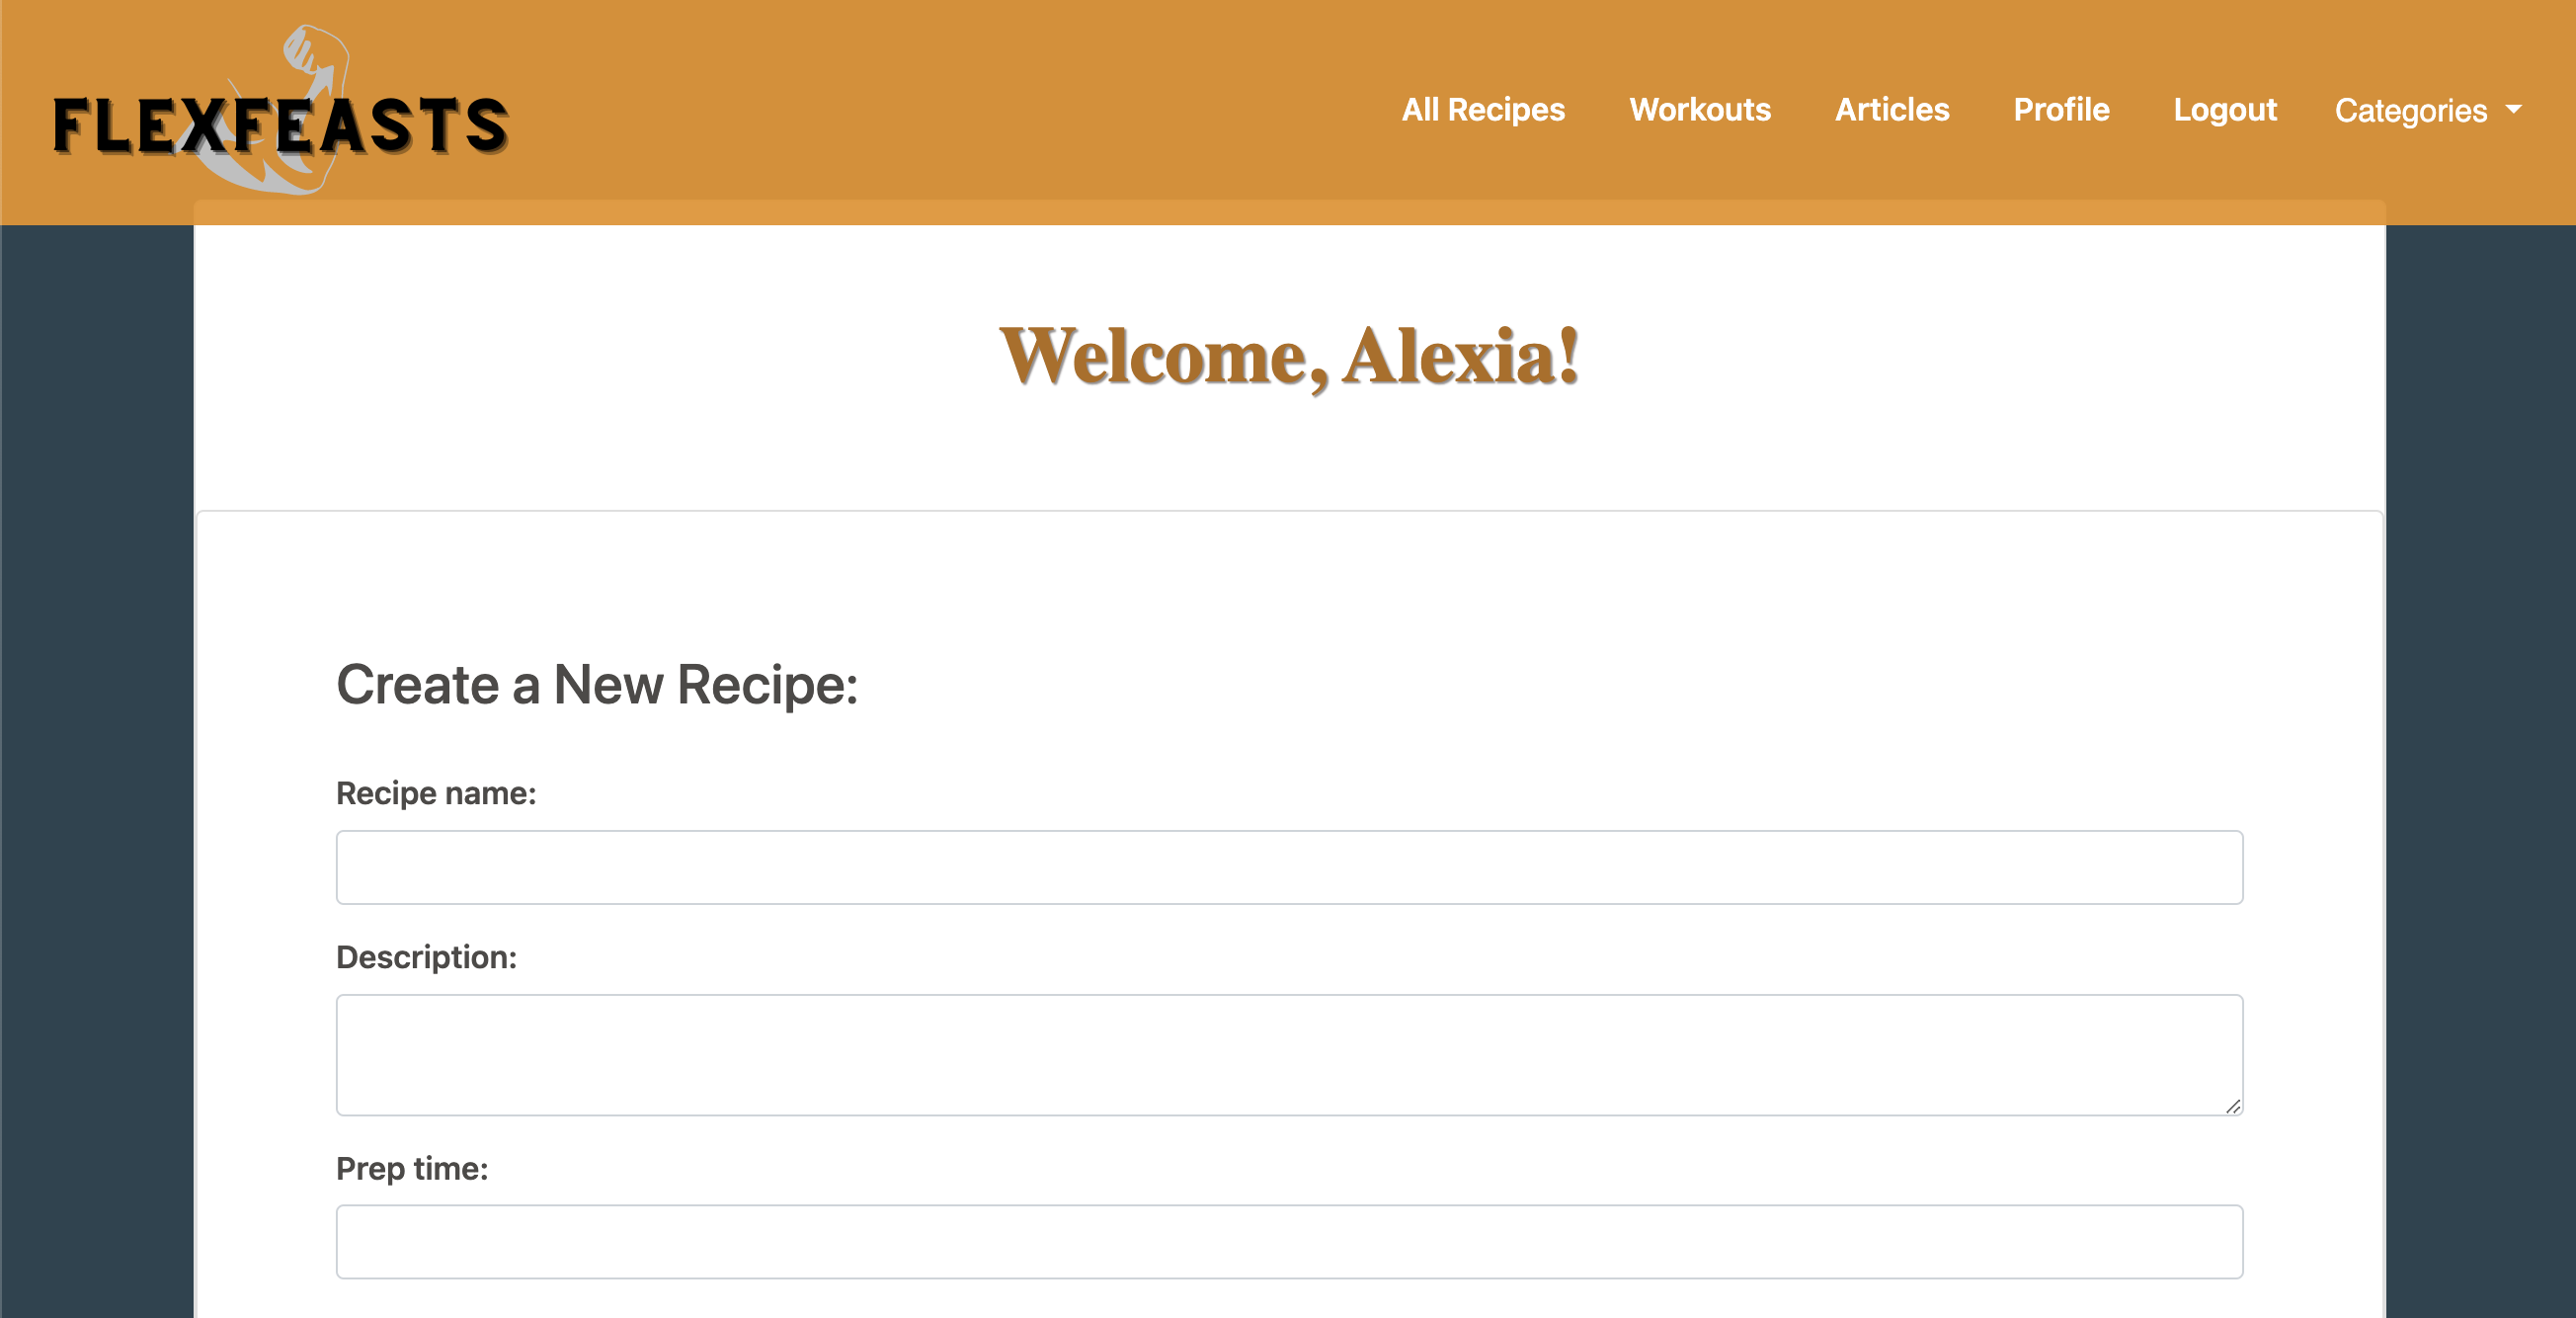 FLEXFEASTS
All Recipes Workouts Articles Profile Logout Categories
Welcome, Alexia!
Create a New Recipe:
Recipe name:
Description:
Prep time: